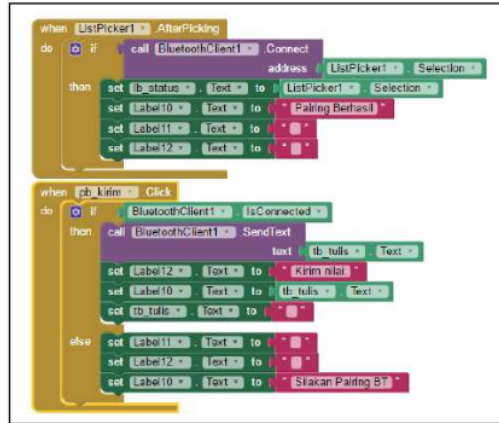 when ListPicker1 .AfterPicking
do if call BluetoothClient1 .Connect
address ListPicker1 . Selection
then set lb_status . Text to ListPicker1 . Selection
set Label10 . Text to " Pairing Berhasil "
set Label11 . Text to " "
set Label12 . Text to " "
when pb_kirim .Click
do if BluetoothClient1 . IsConnected
then call BluetoothClient1 .SendText
text tb_tulis . Text
set Label12 . Text to " Kirim nilai "
set Label10 . Text to tb_tulis . Text
set tb_tulis . Text to " "
else set Label11 . Text to " "
set Label12 . Text to " "
set Label10 . Text to " Silakan Pairing BT "